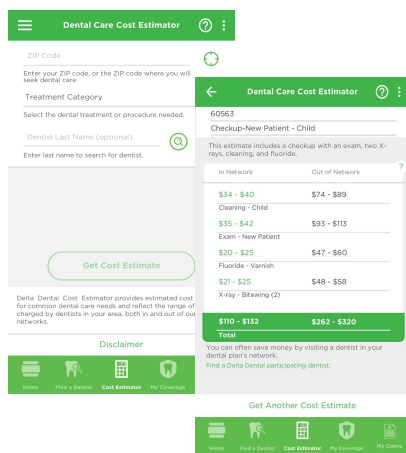 Dental Care Cost Estimator ?
ZIP Code
Enter your ZIP code, or the ZIP code where you will
seek dental care.
Treatment Category
Select the dental treatment or procedure needed.
Dentist Last Name (optional)
Enter last name to search for dentist.
Get Cost Estimate
Delta Dental Cost Estimator provides estimated cost
for common dental care needs and reflect the range of
charged by dentists in your area, both in and out of our
networks.
Disclaimer
Home Find a Dentist Cost Estimator My Coverage
Dental Care Cost Estimator ?
60563
Checkup-New Patient - Child
This estimate includes a checkup with an exam, two X-
rays, cleaning, and fluoride.
?
In Network Out of Network
$34 - $40 $74 - $89
Cleaning - Child
$35 - $42 $93 - $113
Exam - New Patient
$20 - $25 $47 - $60
Fluoride - Varnish
$21 - $25 $48 - $58
X-ray - Bitewing (2)
$110 - $132 $262 - $320
Total
You can often save money by visiting a dentist in your
dental plan's network.
Find a Delta Dental participating dentist.
Get Another Cost Estimate
Home Find a Dentist Cost Estimator My Coverage My Claims